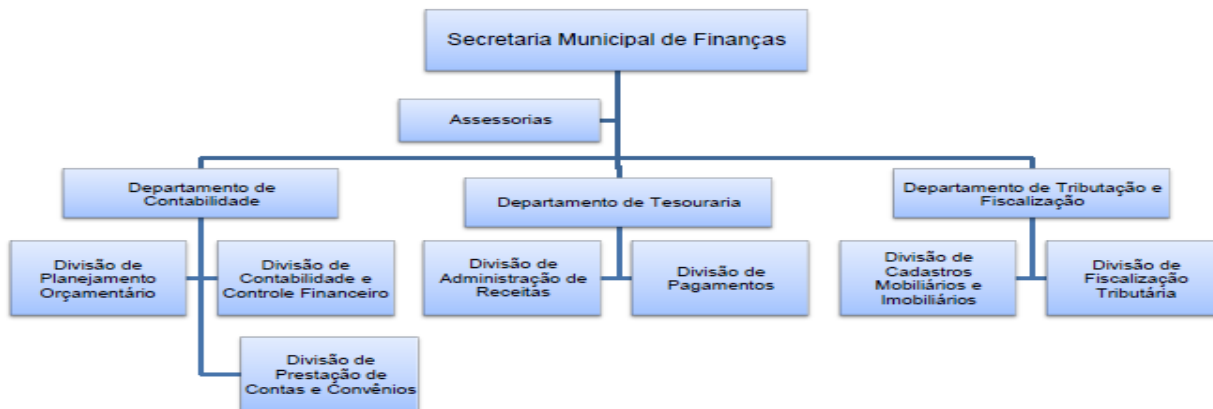 Secretaria Municipal de Finanças
Assessorias
Departamento de
Contabilidade
Departamento de Tesouraria
Departamento de Tributação e
Fiscalização
Divisão de
Planejamento
Orçamentário
Divisão de
Contabilidade e
Controle Financeiro
Divisão de
Administração de
Receitas
Divisão de
Pagamentos
Divisão de
Cadastros
Mobiliários e
Imobiliários
Divisão de
Fiscalização
Tributária
Divisão de
Prestação de
Contas e Convênios